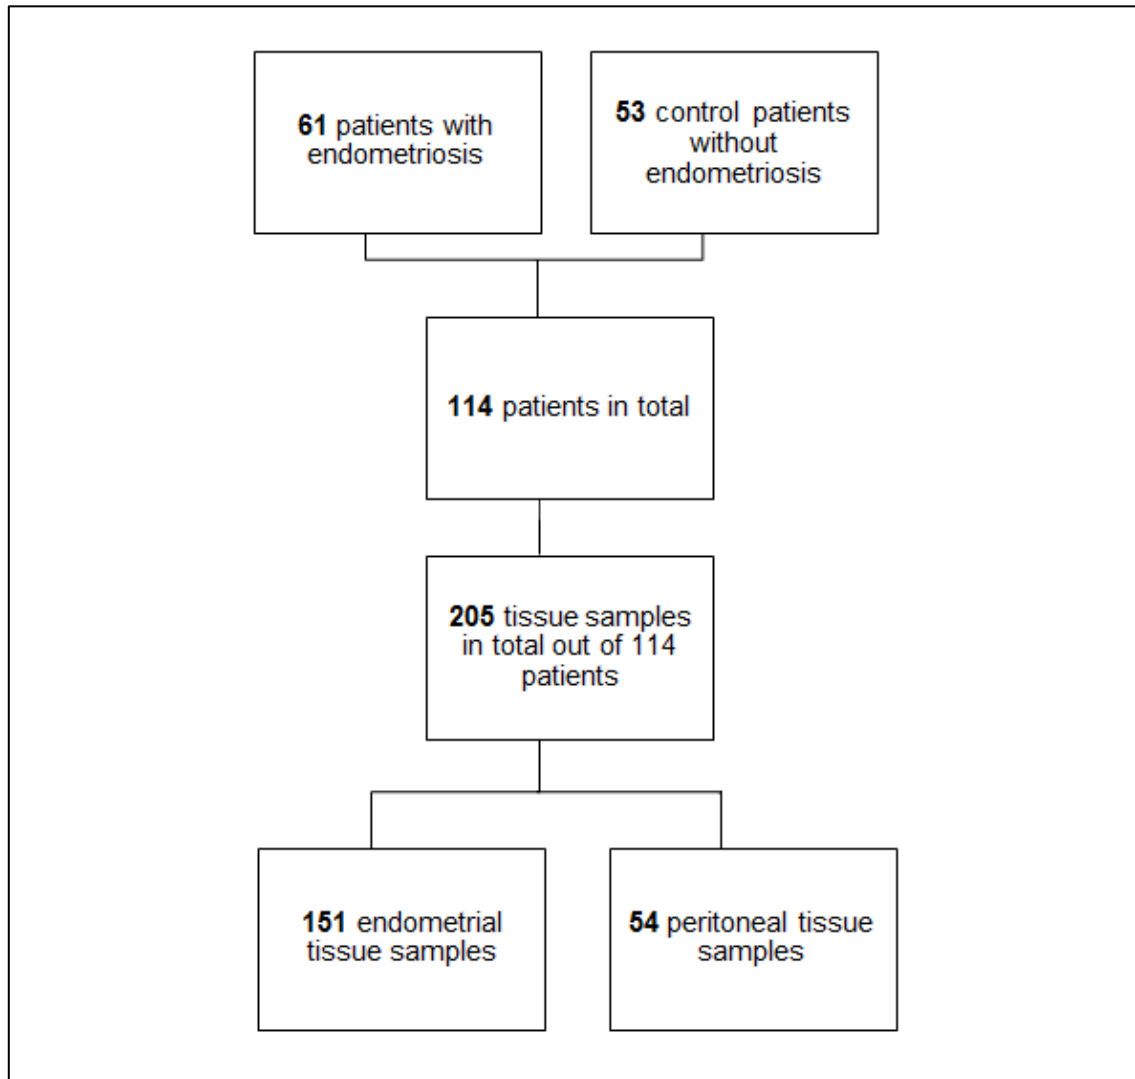 61 patients with
endometriosis
53 control patients
without
endometriosis
114 patients in total
205 tissue samples
in total out of 114
patients
151 endometrial
tissue samples
54 peritoneal tissue
samples